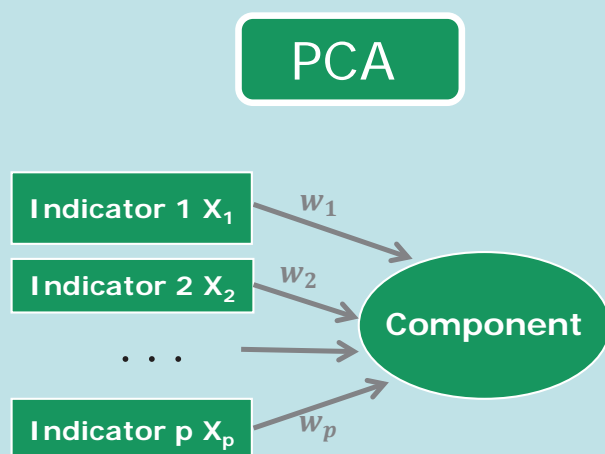 PCA
Indicator 1 X₁
w₁
Indicator 2 X₂
w₂
Component
. . .
Indicator p Xₚ
wₚ